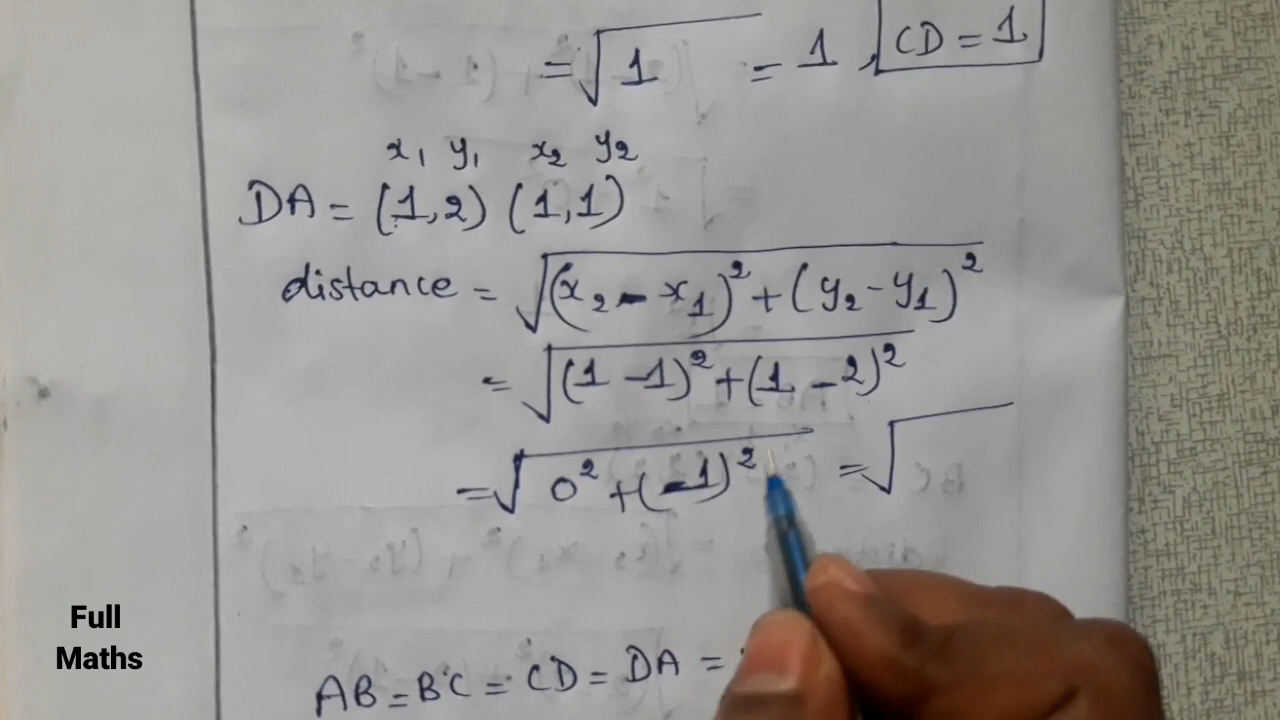 = √1 = 1, CD = 1
x₁ y₁ x₂ y₂
DA = (1,2) (1,1)
distance = √(x₂ - x₁)² + (y₂ - y₁)²
= √(1 -1)² + (1 - 2)²
= √0² + (-1)² = √
AB = BC = CD = DA =
Full
Maths